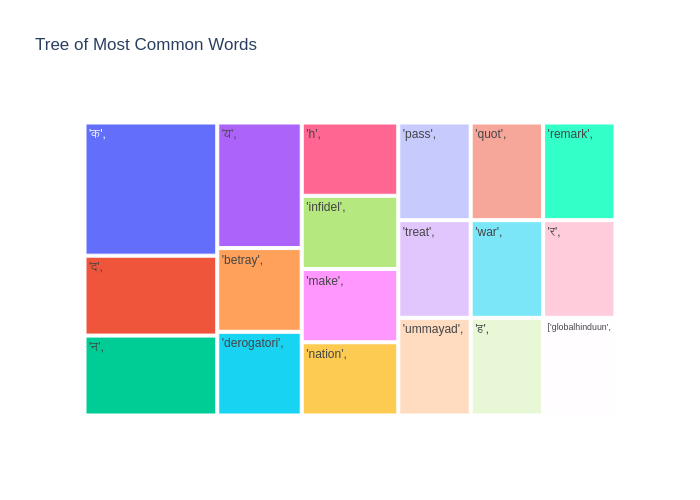 Tree of Most Common Words
'क',
'य',
'h',
'pass',
'quot',
'remark',
'infidel',
'treat',
'war',
'र',
'betray',
'द',
'make',
'ummayad',
'ह',
['globalhinduun',
'derogatori',
'न',
'nation',